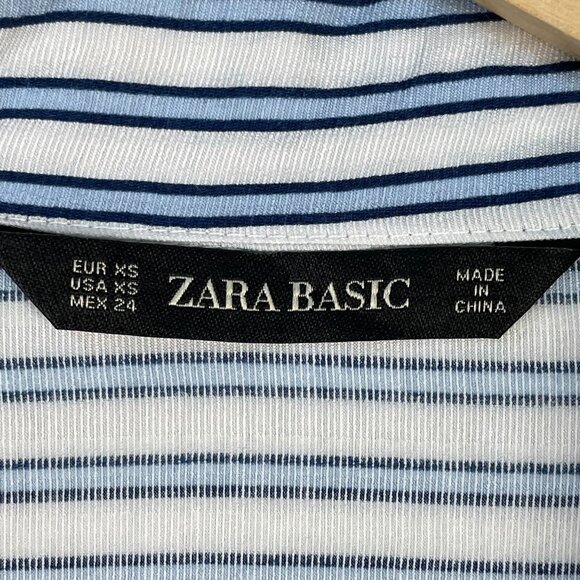 EUR XS
USA XS
MEX 24
ZARA BASIC
MADE
IN
CHINA